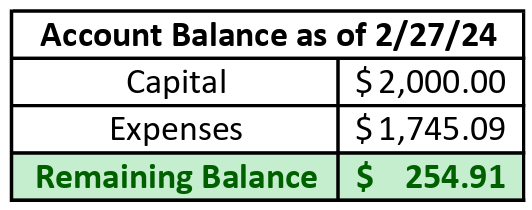 Account Balance as of 2/27/24
Capital $ 2,000.00
Expenses $ 1,745.09
Remaining Balance $ 254.91